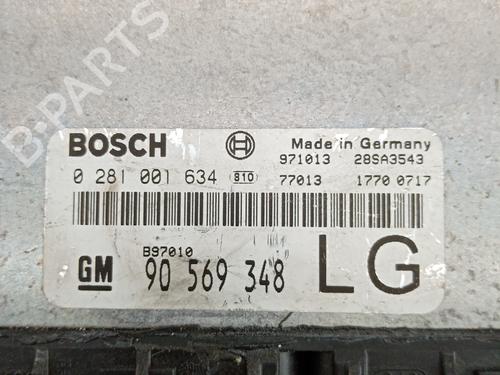 B-PARTS
BOSCH Made in Germany
971013 28SA3543
0 281 001 634 810 77013 1770 0717
B97010
GM 90 569 348 LG